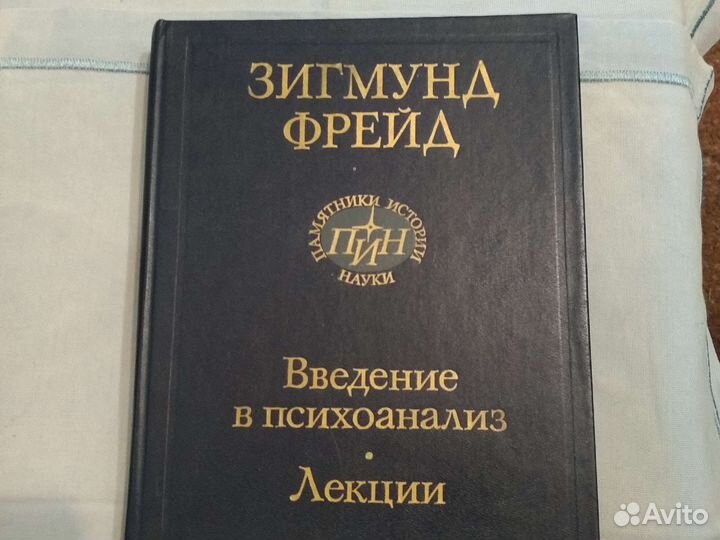 ЗИГМУНД
ФРЕЙД
ПАМЯТНИКИ ИСТОРИИ
ПИН
НАУКИ
Введение
в психоанализ
Лекции
Avito